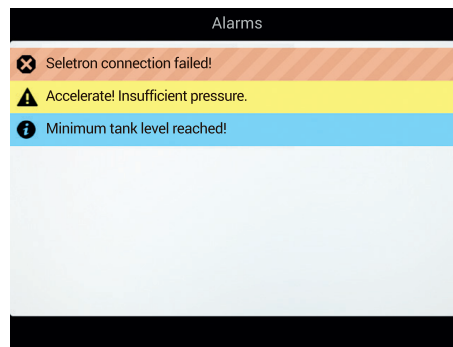 Alarms
Seletron connection failed!
Accelerate! Insufficient pressure.
Minimum tank level reached!